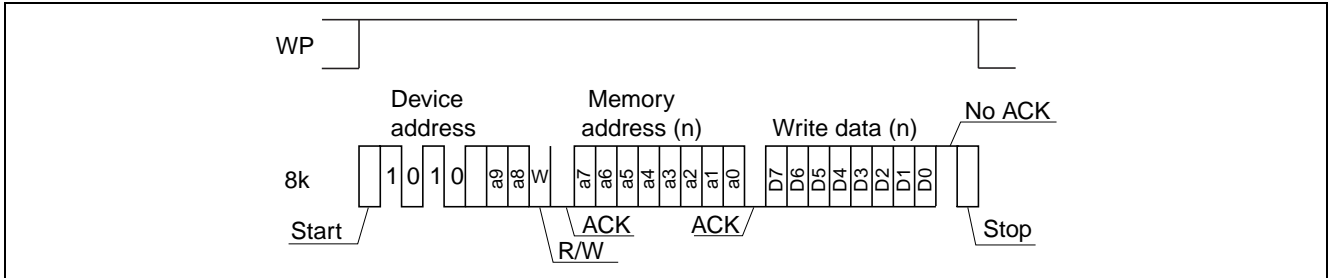 WP
Device
address
Memory
address (n)
Write data (n)
No ACK
8k
1 0 1 0 a9 a8 W a7 a6 a5 a4 a3 a2 a1 a0 D7 D6 D5 D4 D3 D2 D1 D0
Start
R/W
ACK
ACK
Stop